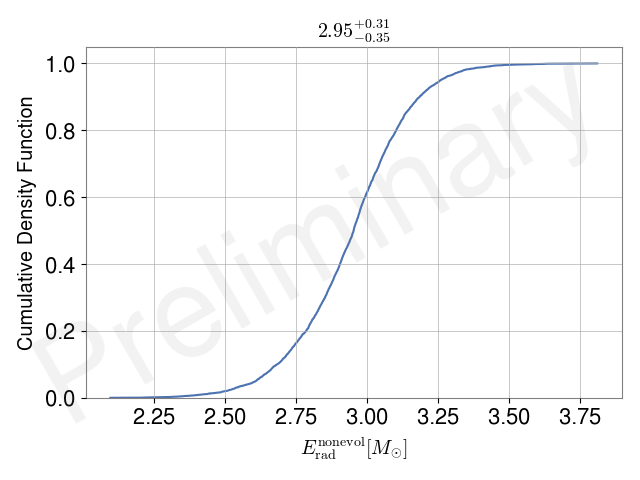 2.95^{+0.31}_{-0.35}
Cumulative Density Function
1.0
0.8
0.6
0.4
0.2
0.0
2.25 2.50 2.75 3.00 3.25 3.50 3.75
E_{rad}^{nonevol}[M_⊙]
Preliminary